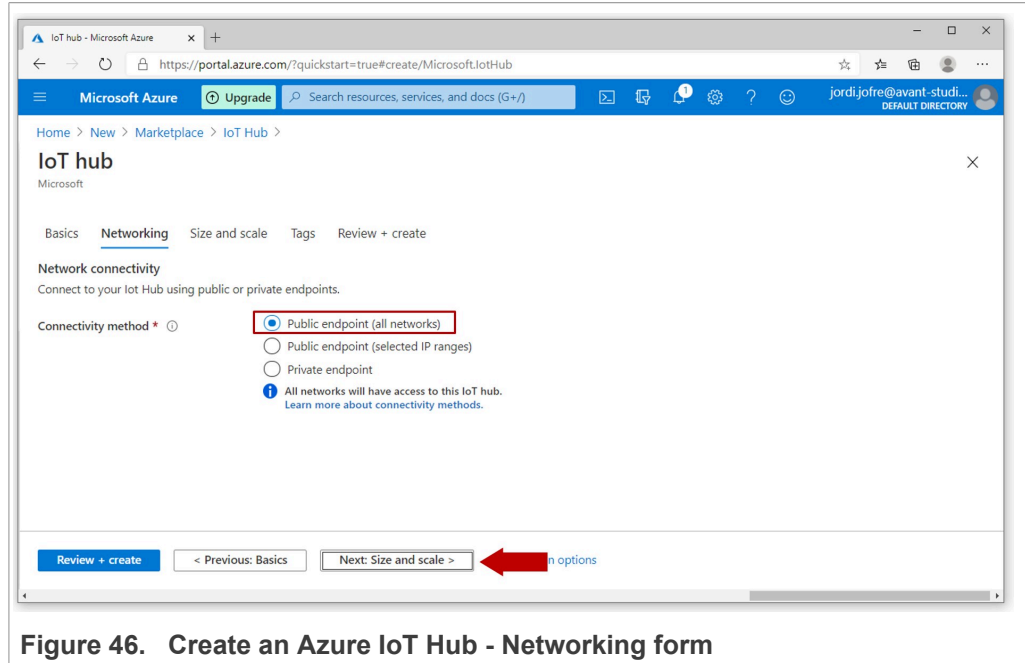 IoT hub - Microsoft Azure
https://portal.azure.com/?quickstart=true#create/Microsoft.IotHub
Microsoft Azure
Upgrade
Search resources, services, and docs (G+/)
1
jordi.jofre@avant-studi...
DEFAULT DIRECTORY
Home > New > Marketplace > IoT Hub >
IoT hub
Microsoft
Basics Networking Size and scale Tags Review + create
Network connectivity
Connect to your Iot Hub using public or private endpoints.
Connectivity method *
Public endpoint (all networks)
Public endpoint (selected IP ranges)
Private endpoint
All networks will have access to this IoT hub.
Learn more about connectivity methods.
Review + create < Previous: Basics Next: Size and scale > n options
Figure 46. Create an Azure IoT Hub - Networking form